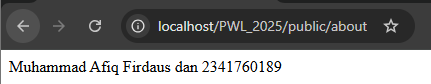 localhost/PWL_2025/public/about
Muhammad Afiq Firdaus dan 2341760189